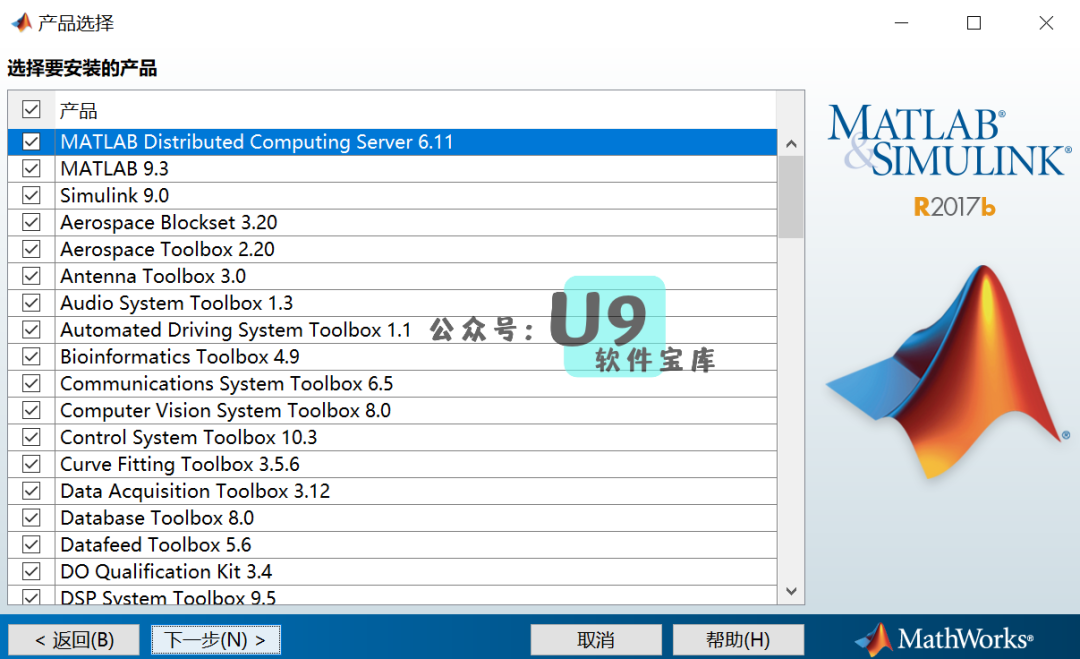 产品选择
选择要安装的产品
产品
MATLAB Distributed Computing Server 6.11
MATLAB 9.3
Simulink 9.0
Aerospace Blockset 3.20
Aerospace Toolbox 2.20
Antenna Toolbox 3.0
Audio System Toolbox 1.3
Automated Driving System Toolbox 1.1
Bioinformatics Toolbox 4.9
Communications System Toolbox 6.5
Computer Vision System Toolbox 8.0
Control System Toolbox 10.3
Curve Fitting Toolbox 3.5.6
Data Acquisition Toolbox 3.12
Database Toolbox 8.0
Datafeed Toolbox 5.6
DO Qualification Kit 3.4
DSP System Toolbox 9.5
公众号：U9
软件宝库
MATLAB®
&SIMULINK®
R2017b
®
< 返回(B)
下一步(N) >
取消
帮助(H)
MathWorks®